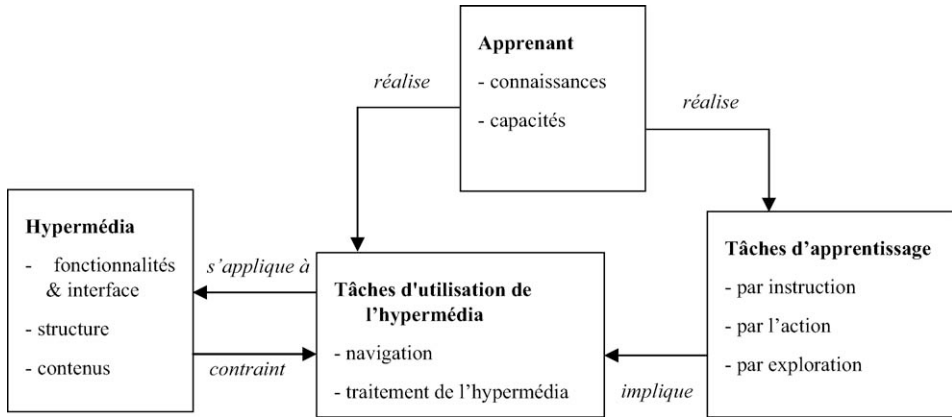 Apprenant
- connaissances
- capacités
réalise
réalise
Hypermédia
- fonctionnalités
& interface
- structure
- contenus
s’applique à
contraint
Tâches d'utilisation de
l’hypermédia
- navigation
- traitement de l’hypermédia
implique
Tâches d’apprentissage
- par instruction
- par l’action
- par exploration